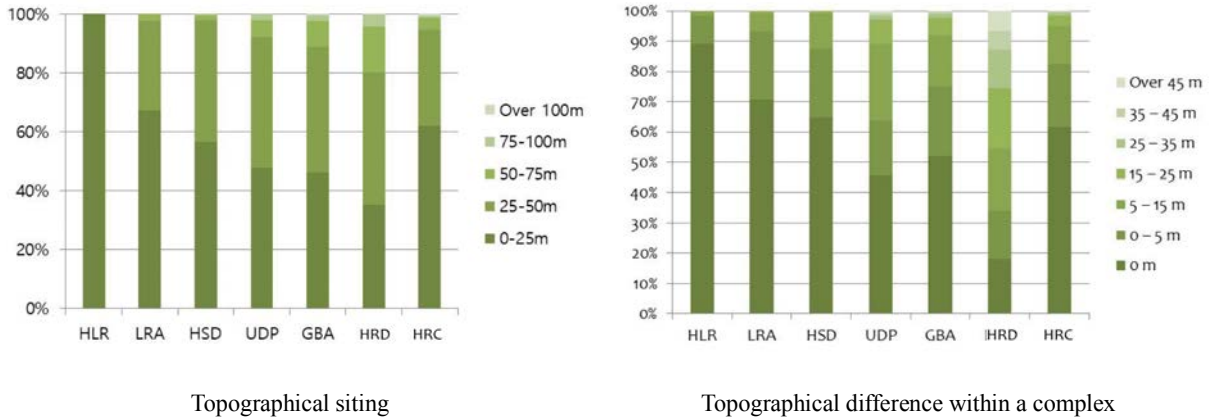 100%
80%
60%
40%
20%
0%
HLR LRA HSD UDP GBA HRD HRC
Over 100m
75-100m
50-75m
25-50m
0-25m
Topographical siting
100%
90%
80%
70%
60%
50%
40%
30%
20%
10%
0%
HLR LRA HSD UDP GBA HRD HRC
Over 45 m
35 – 45 m
25 – 35 m
15 – 25 m
5 – 15 m
0 – 5 m
0 m
Topographical difference within a complex